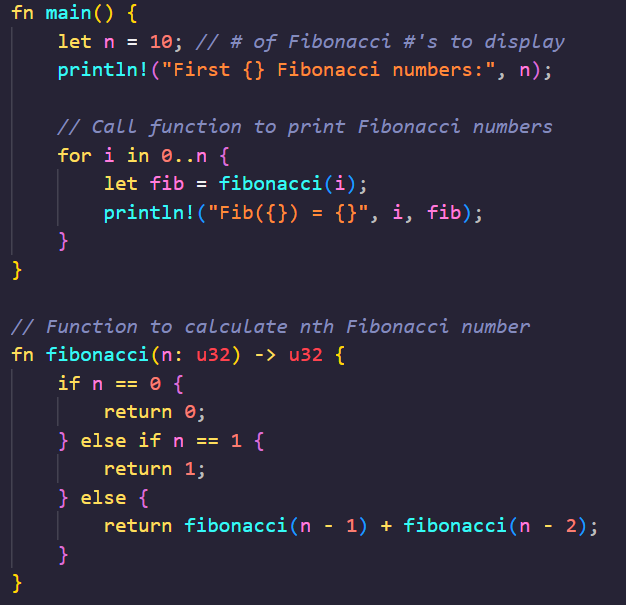 fn main() {
    let n = 10; // # of Fibonacci #'s to display
    println!("First {} Fibonacci numbers:", n);

    // Call function to print Fibonacci numbers
    for i in 0..n {
        let fib = fibonacci(i);
        println!("Fib({}) = {}", i, fib);
    }
}

// Function to calculate nth Fibonacci number
fn fibonacci(n: u32) -> u32 {
    if n == 0 {
        return 0;
    } else if n == 1 {
        return 1;
    } else {
        return fibonacci(n - 1) + fibonacci(n - 2);
    }
}